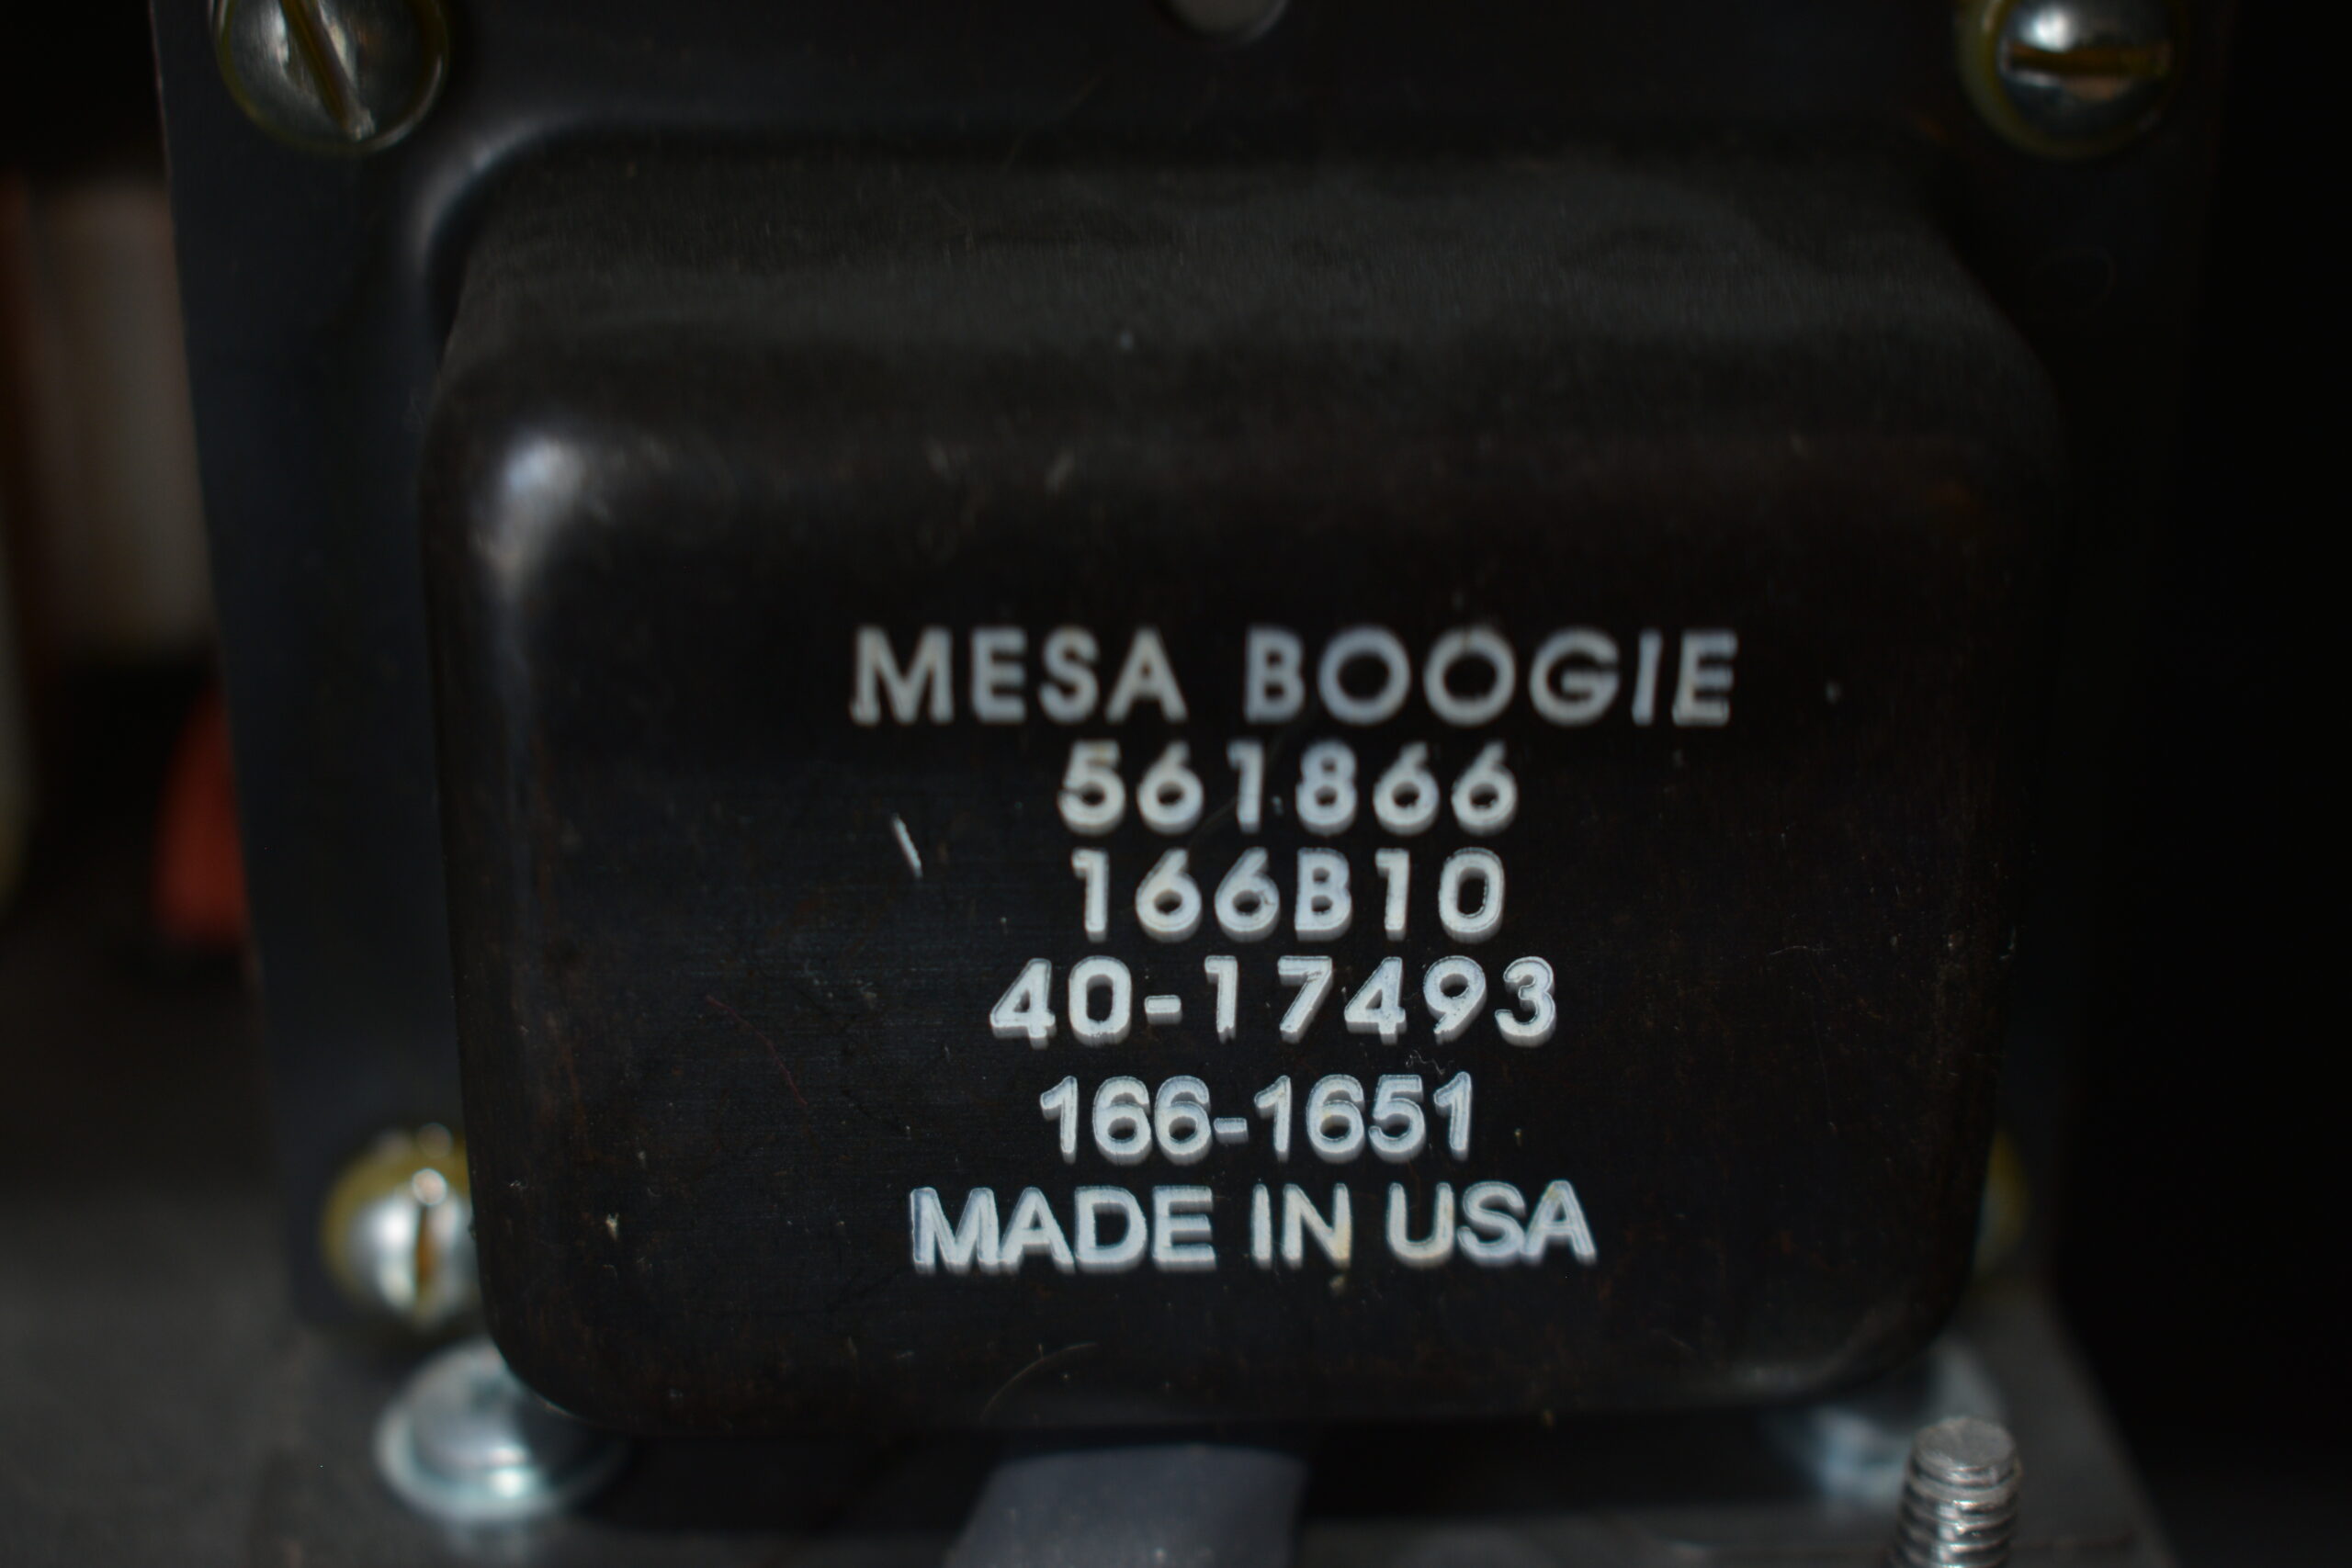 MESA BOOGIE
561866
166B10
40-17493
166-1651
MADE IN USA